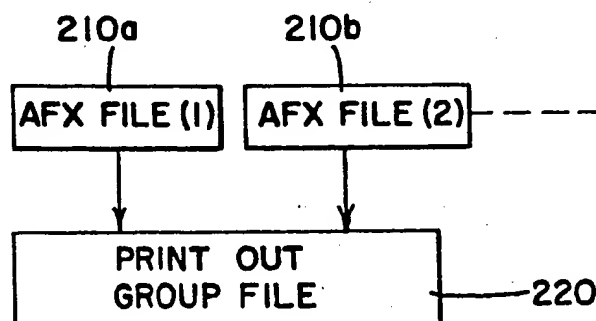 210a 210b
AFX FILE (1) AFX FILE (2)
PRINT OUT
GROUP FILE
220